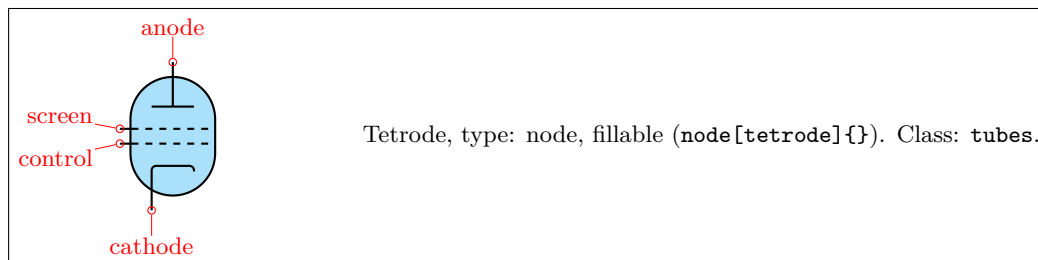 anode
screen
control
cathode
Tetrode, type: node, fillable (node[tetrode]{}). Class: tubes.